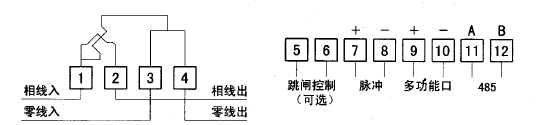 + − + − A B
5 6 7 8 9 10 11 12
跳闸控制 脉冲 多功能口 485
(可选)
1 2 3 4
相线入 相线出
零线入 零线出